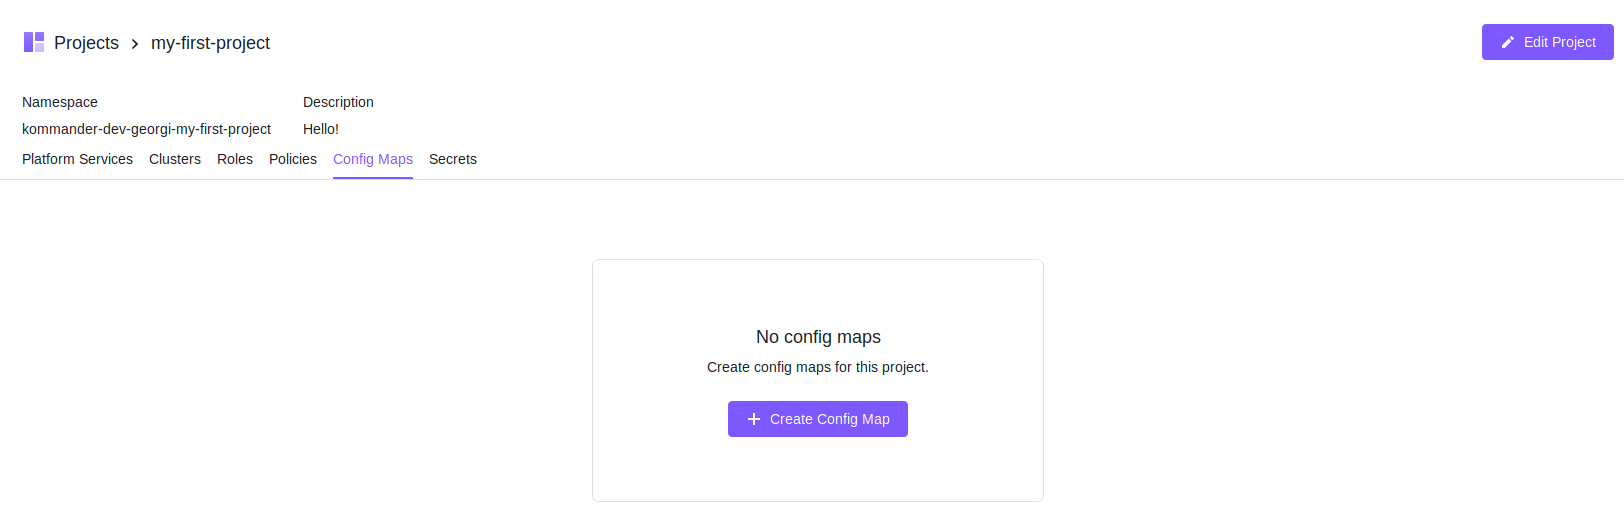 Projects my-first-project
Edit Project
Namespace Description
kommander-dev-georgi-my-first-project Hello!
Platform Services Clusters Roles Policies Config Maps Secrets
No config maps
Create config maps for this project.
Create Config Map